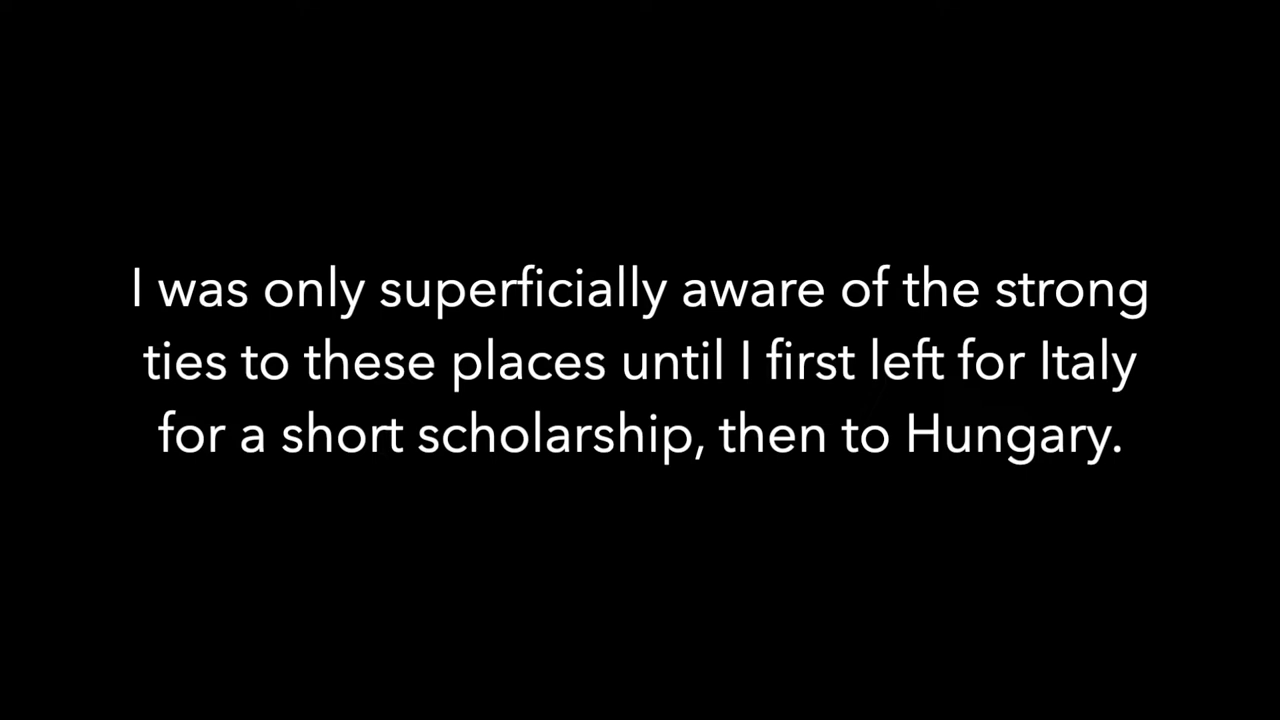 I was only superficially aware of the strong
ties to these places until I first left for Italy
for a short scholarship, then to Hungary.